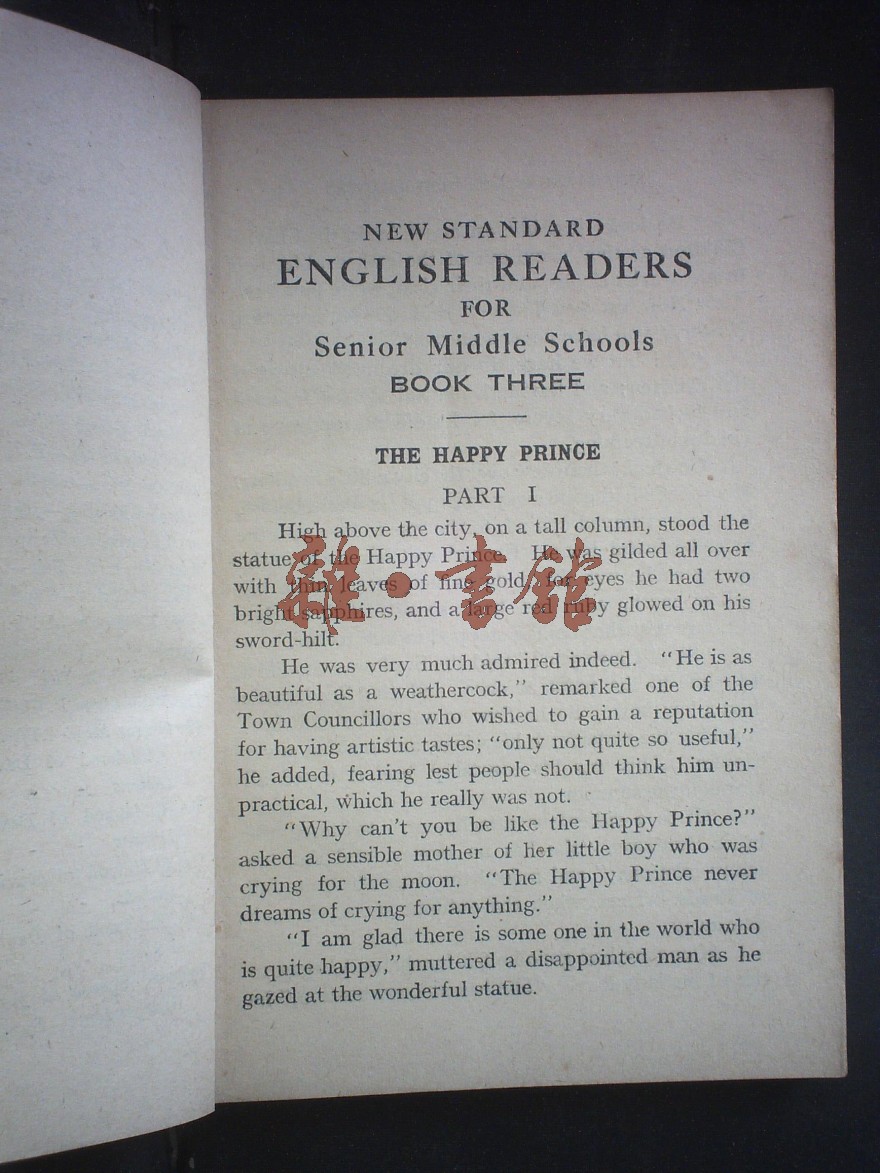 NEW STANDARD
ENGLISH READERS
FOR
Senior Middle Schools
BOOK THREE
THE HAPPY PRINCE
PART I
High above the city, on a tall column, stood the
statue of the Happy Prince. He was gilded all over
with thin leaves of fine gold, for eyes he had two
bright sapphires, and a large red ruby glowed on his
sword-hilt.
He was very much admired indeed. "He is as
beautiful as a weathercock," remarked one of the
Town Councillors who wished to gain a reputation
for having artistic tastes; "only not quite so useful,"
he added, fearing lest people should think him un-
practical, which he really was not.
"Why can't you be like the Happy Prince?"
asked a sensible mother of her little boy who was
crying for the moon. "The Happy Prince never
dreams of crying for anything."
"I am glad there is some one in the world who
is quite happy," muttered a disappointed man as he
gazed at the wonderful statue.
雜·書館